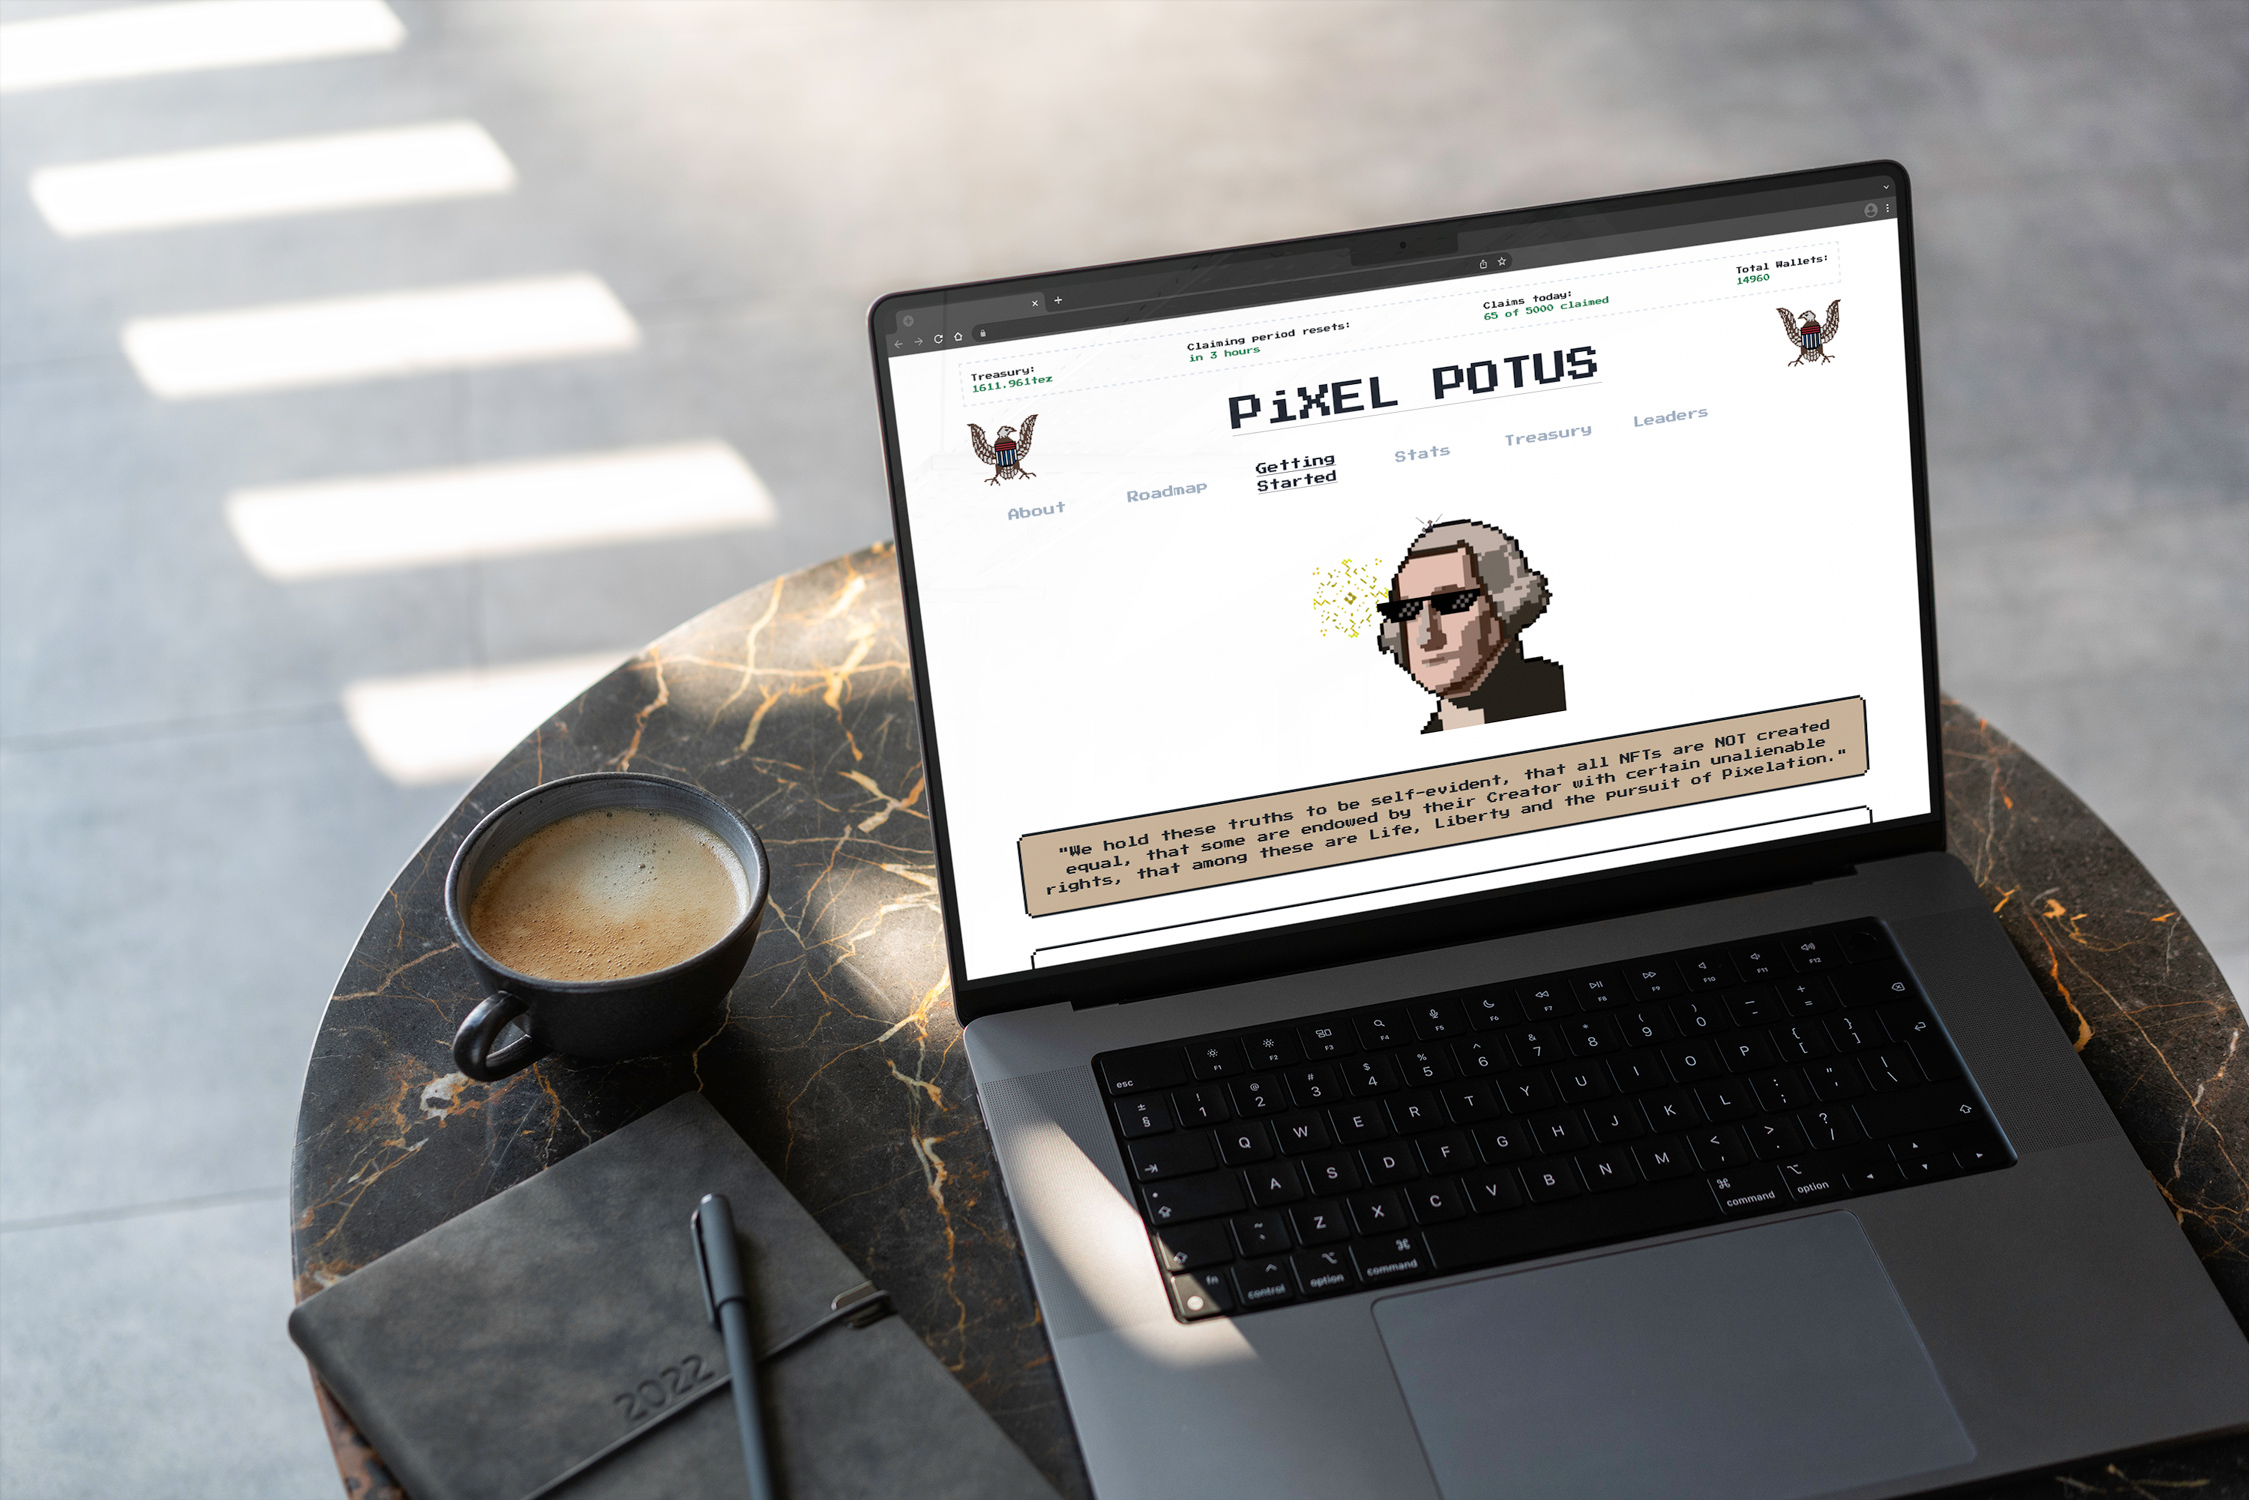 Treasury:
1611.961tez
Claiming period resets:
in 3 hours
Claims today:
65 of 5000 claimed
Total Wallets:
14960
PiXEL POTUS
About
Roadmap
Getting
Started
Stats
Treasury
Leaders
"We hold these truths to be self-evident, that all NFTs are NOT created
equal, that some are endowed by their Creator with certain unalienable
rights, that among these are Life, Liberty and the pursuit of Pixelation."
esc
F1
F2
F3
F4
F5
F6
F7
F8
F9
F10
F11
F12
± ! @ # $ % ^ & * ( ) _ +
§ 1 2 3 4 5 6 7 8 9 0 - =
Q W E R T Y U I O P { }
[ ]
A S D F G H J K L : " |
; ' \
~ Z X C V B N M < > ?
` , . /
fn
control
option
command
command
option
2022